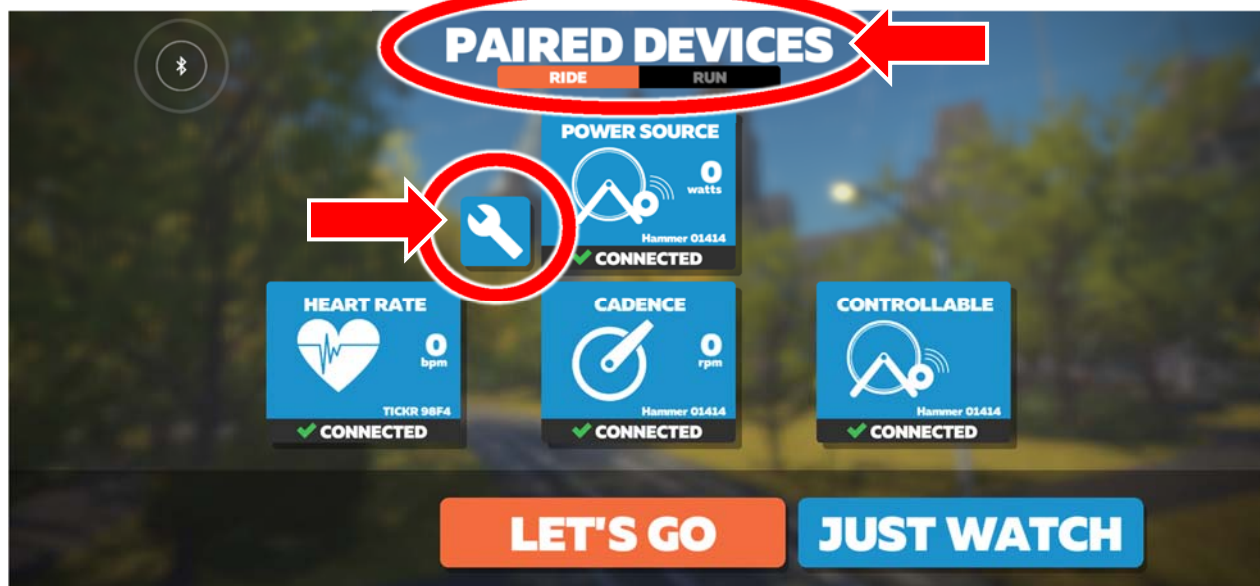 PAIRED DEVICES
RIDE RUN
POWER SOURCE
0
watts
Hammer 01414
CONNECTED
HEART RATE
0
bpm
TICKR 98F4
CONNECTED
CADENCE
0
rpm
Hammer 01414
CONNECTED
CONTROLLABLE
Hammer 01414
CONNECTED
LET'S GO
JUST WATCH